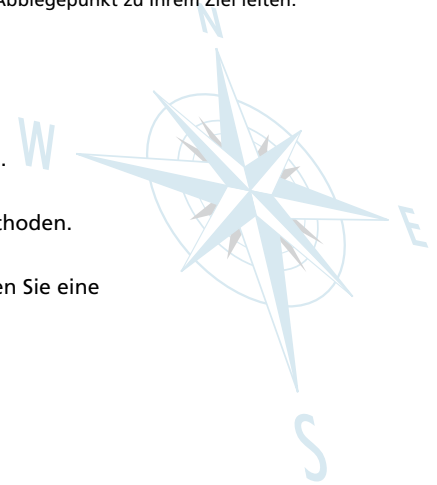 Abbiegepunkt zu Ihrem Ziel leiten.
N
W
.
thoden.
E
en Sie eine
S